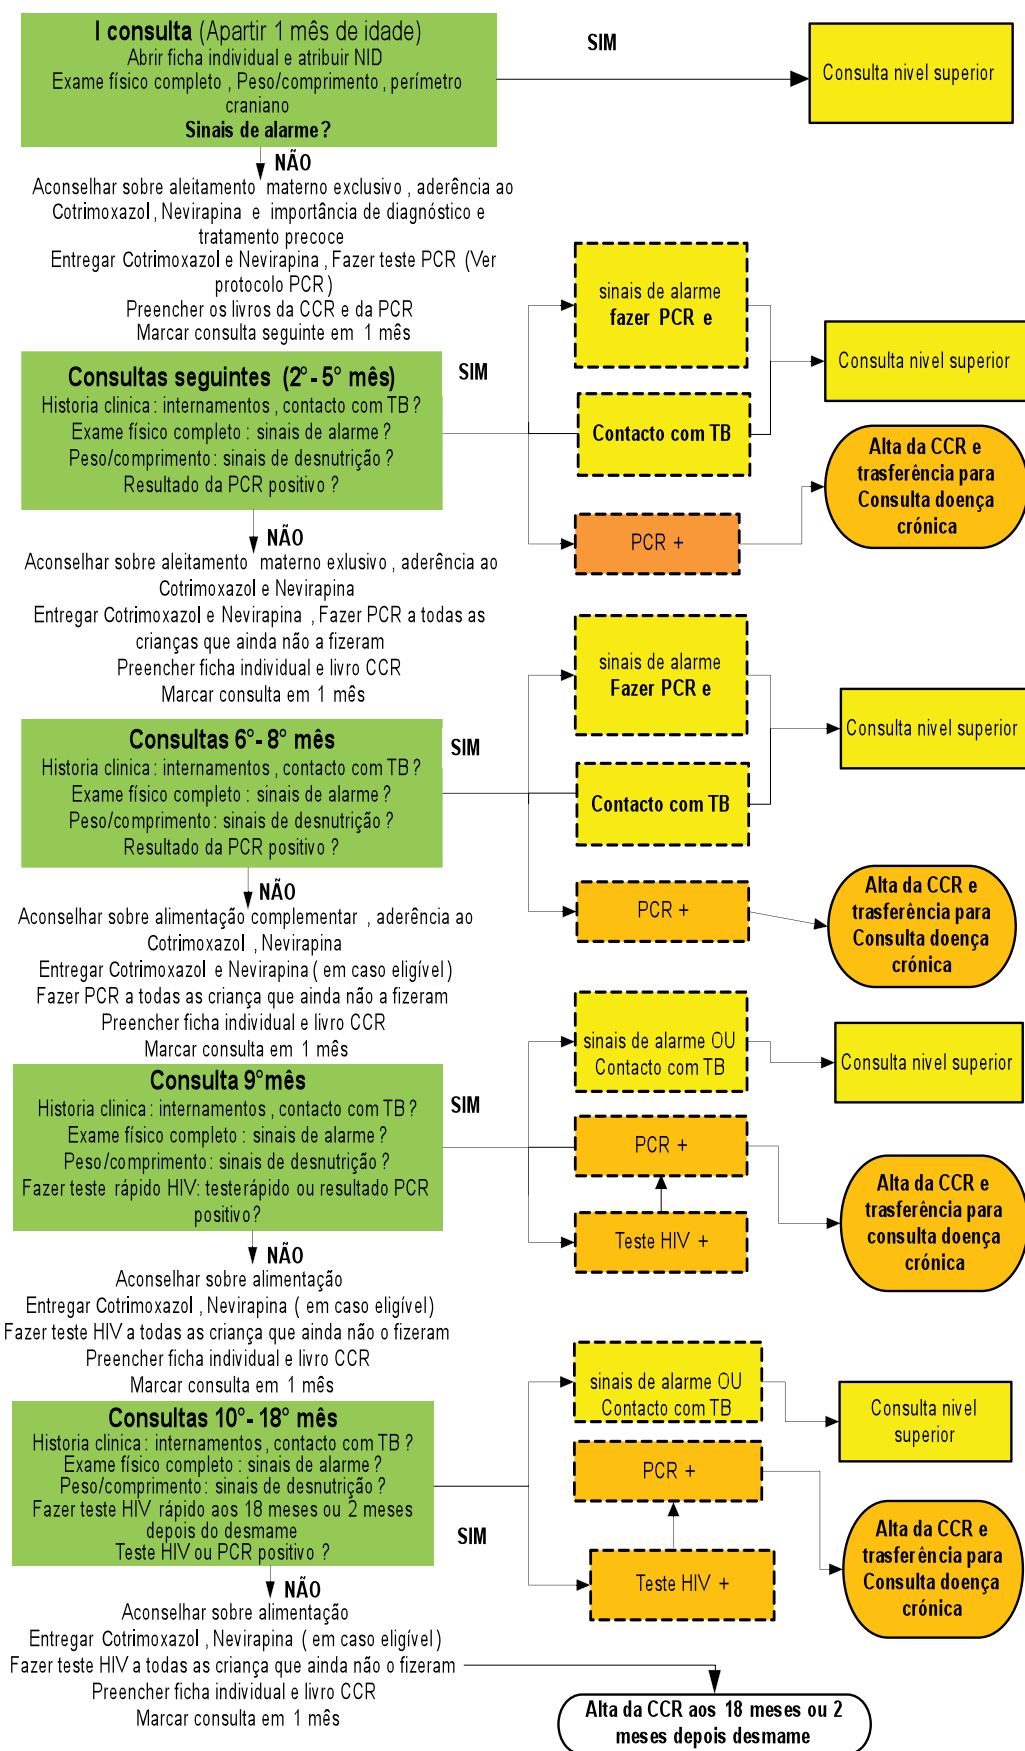 I consulta (Apartir 1 mês de idade)
Abrir ficha individual e atribuir NID
Exame físico completo , Peso/comprimento , perímetro
craniano
Sinais de alarme ?
SIM
Consulta nivel superior
NÃO
Aconselhar sobre aleitamento materno exclusivo , aderência ao
Cotrimoxazol , Nevirapina e importância de diagnóstico e
tratamento precoce
Entregar Cotrimoxazol e Nevirapina , Fazer teste PCR (Ver
protocolo PCR )
Preencher os livros da CCR e da PCR
Marcar consulta seguinte em 1 mês
Consultas seguintes (2° - 5° mês)
Historia clinica : internamentos , contacto com TB ?
Exame físico completo : sinais de alarme ?
Peso/comprimento : sinais de desnutrição ?
Resultado da PCR positivo ?
SIM
sinais de alarme
fazer PCR e
Contacto com TB
Consulta nivel superior
PCR +
Alta da CCR e
trasferência para
Consulta doença
crónica
NÃO
Aconselhar sobre aleitamento materno exlusivo , aderência ao
Cotrimoxazol e Nevirapina
Entregar Cotrimoxazol e Nevirapina , Fazer PCR a todas as
crianças que ainda não a fizeram
Preencher ficha individual e livro CCR
Marcar consulta em 1 mês
Consultas 6° - 8° mês
Historia clinica : internamentos , contacto com TB ?
Exame físico completo : sinais de alarme ?
Peso/comprimento : sinais de desnutrição ?
Resultado da PCR positivo ?
SIM
sinais de alarme
Fazer PCR e
Contacto com TB
Consulta nivel superior
PCR +
Alta da CCR e
trasferência para
Consulta doença
crónica
NÃO
Aconselhar sobre alimentação complementar , aderência ao
Cotrimoxazol , Nevirapina
Entregar Cotrimoxazol e Nevirapina ( em caso eligível )
Fazer PCR a todas as criança que ainda não a fizeram
Preencher ficha individual e livro CCR
Marcar consulta em 1 mês
Consulta 9° mês
Historia clinica : internamentos , contacto com TB ?
Exame físico completo : sinais de alarme ?
Peso/comprimento : sinais de desnutrição ?
Fazer teste rápido HIV: testerápido ou resultado PCR
positivo ?
SIM
sinais de alarme OU
Contacto com TB
Consulta nivel superior
PCR +
Teste HIV +
Alta da CCR e
trasferência para
consulta doença
crónica
NÃO
Aconselhar sobre alimentação
Entregar Cotrimoxazol , Nevirapina ( em caso eligível )
Fazer teste HIV a todas as criança que ainda não o fizeram
Preencher ficha individual e livro CCR
Marcar consulta em 1 mês
Consultas 10° - 18° mês
Historia clinica : internamentos , contacto com TB ?
Exame físico completo : sinais de alarme ?
Peso/comprimento : sinais de desnutrição ?
Fazer teste HIV rápido aos 18 meses ou 2 meses
depois do desmame
Teste HIV ou PCR positivo ?
SIM
sinais de alarme OU
Contacto com TB
Consulta nivel
superior
PCR +
Teste HIV +
Alta da CCR e
trasferência para
Consulta doença
crónica
NÃO
Aconselhar sobre alimentação
Entregar Cotrimoxazol , Nevirapina ( em caso eligível )
Fazer teste HIV a todas as criança que ainda não o fizeram
Preencher ficha individual e livro CCR
Marcar consulta em 1 mês
Alta da CCR aos 18 meses ou 2
meses depois desmame